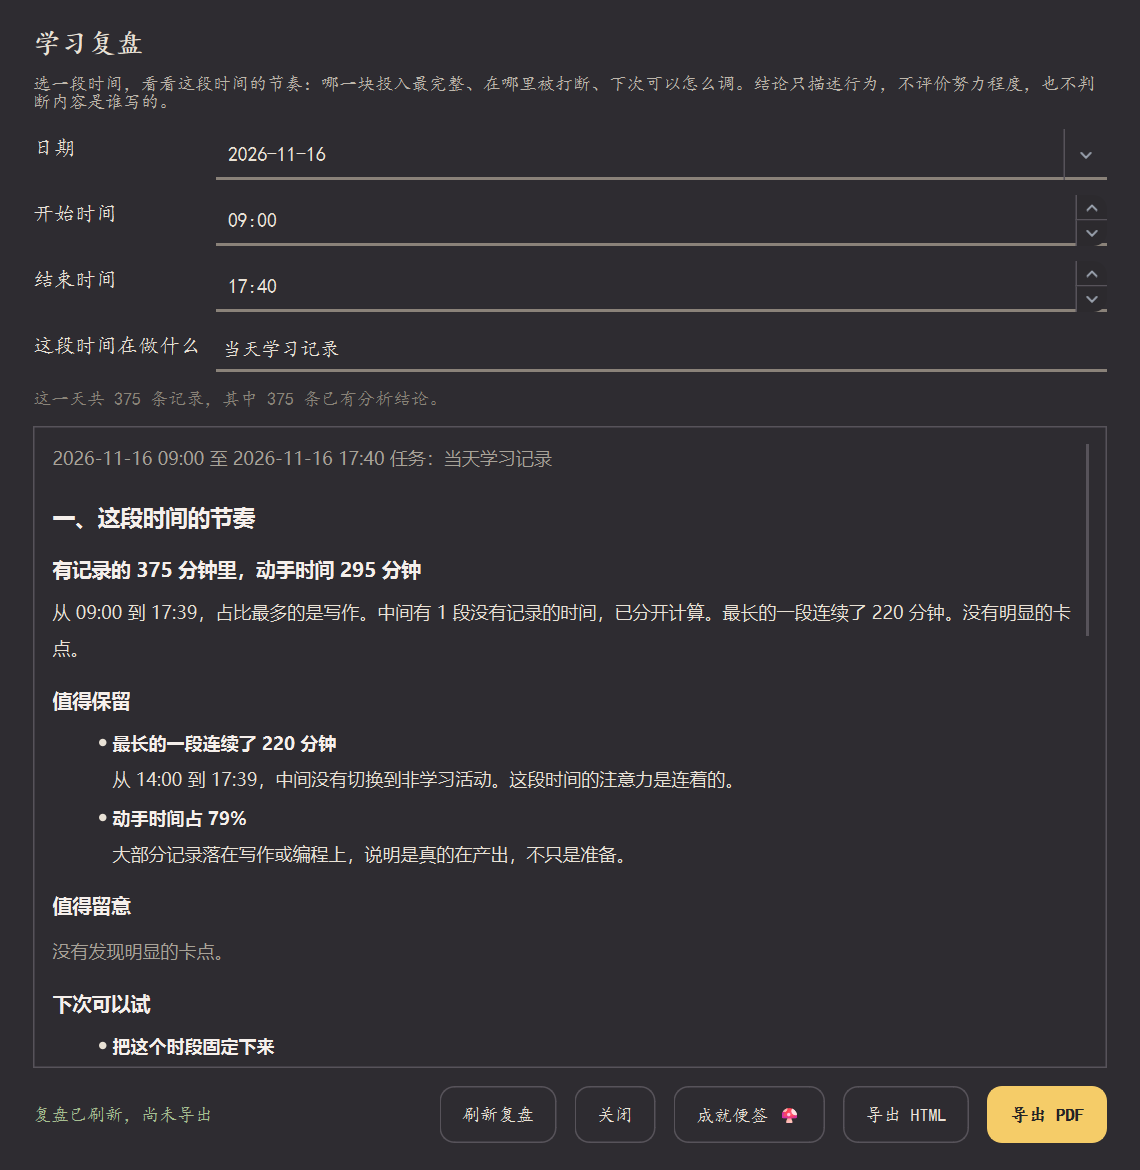 学习复盘
选一段时间，看看这段时间的节奏：哪一块投入最完整、在哪里被打断、下次可以怎么调。结论只描述行为，不评价努力程度，也不判
断内容是谁写的。
日期
2026-11-16
开始时间
09:00
结束时间
17:40
这段时间在做什么
当天学习记录
这一天共 375 条记录，其中 375 条已有分析结论。
2026-11-16 09:00 至 2026-11-16 17:40 任务：当天学习记录
一、这段时间的节奏
有记录的 375 分钟里，动手时间 295 分钟
从 09:00 到 17:39，占比最多的是写作。中间有 1 段没有记录的时间，已分开计算。最长的一段连续了 220 分钟。没有明显的卡
点。
值得保留
• 最长的一段连续了 220 分钟
从 14:00 到 17:39，中间没有切换到非学习活动。这段时间的注意力是连着的。
• 动手时间占 79%
大部分记录落在写作或编程上，说明是真的在产出，不只是准备。
值得留意
没有发现明显的卡点。
下次可以试
• 把这个时段固定下来
复盘已刷新，尚未导出
刷新复盘
关闭
成就便签 🍄
导出 HTML
导出 PDF